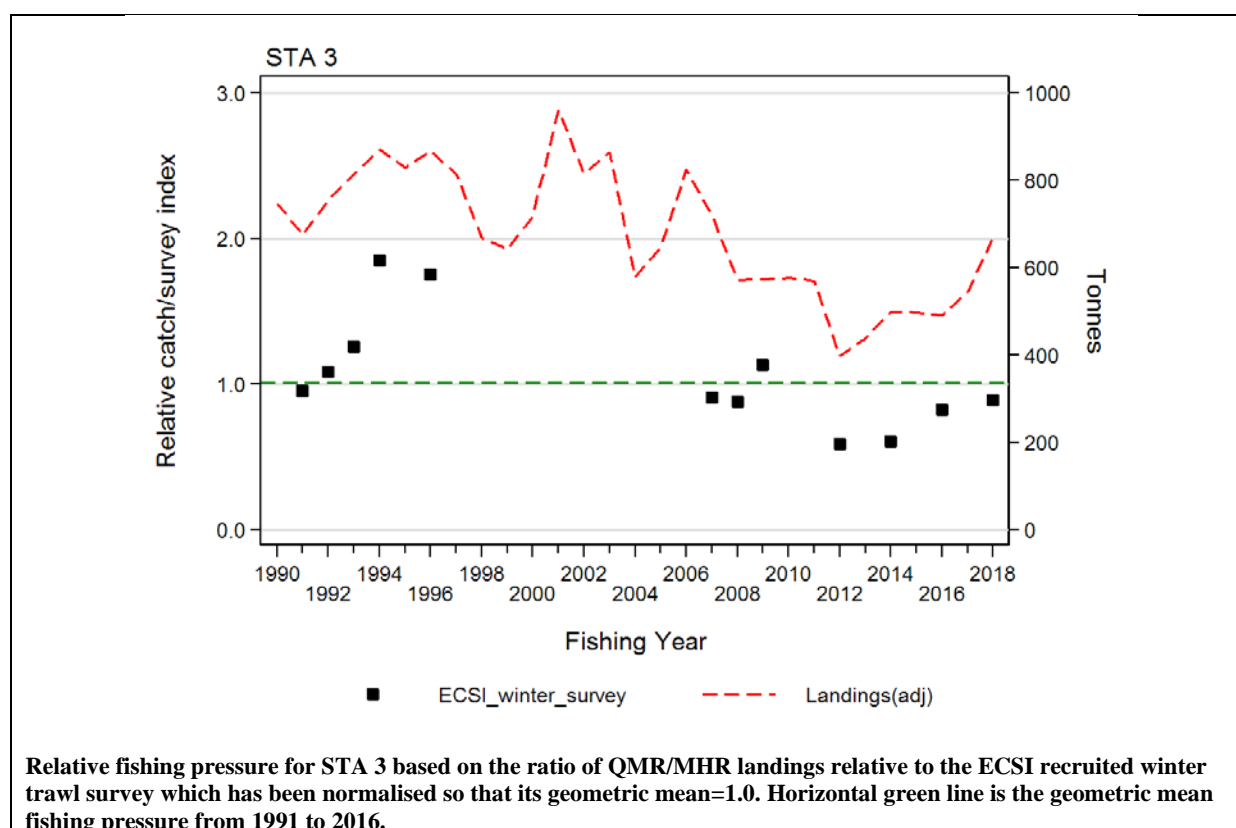 STA 3
3.0
2.0
1.0
0.0
Relative catch/survey index
1000
800
600
400
200
0
Tonnes
1990 1994 1998 2002 2006 2010 2014 2018
1992 1996 2000 2004 2008 2012 2016
Fishing Year
ECSI_winter_survey Landings(adj)
Relative fishing pressure for STA 3 based on the ratio of QMR/MHR landings relative to the ECSI recruited winter
trawl survey which has been normalised so that its geometric mean=1.0. Horizontal green line is the geometric mean
fishing pressure from 1991 to 2016.